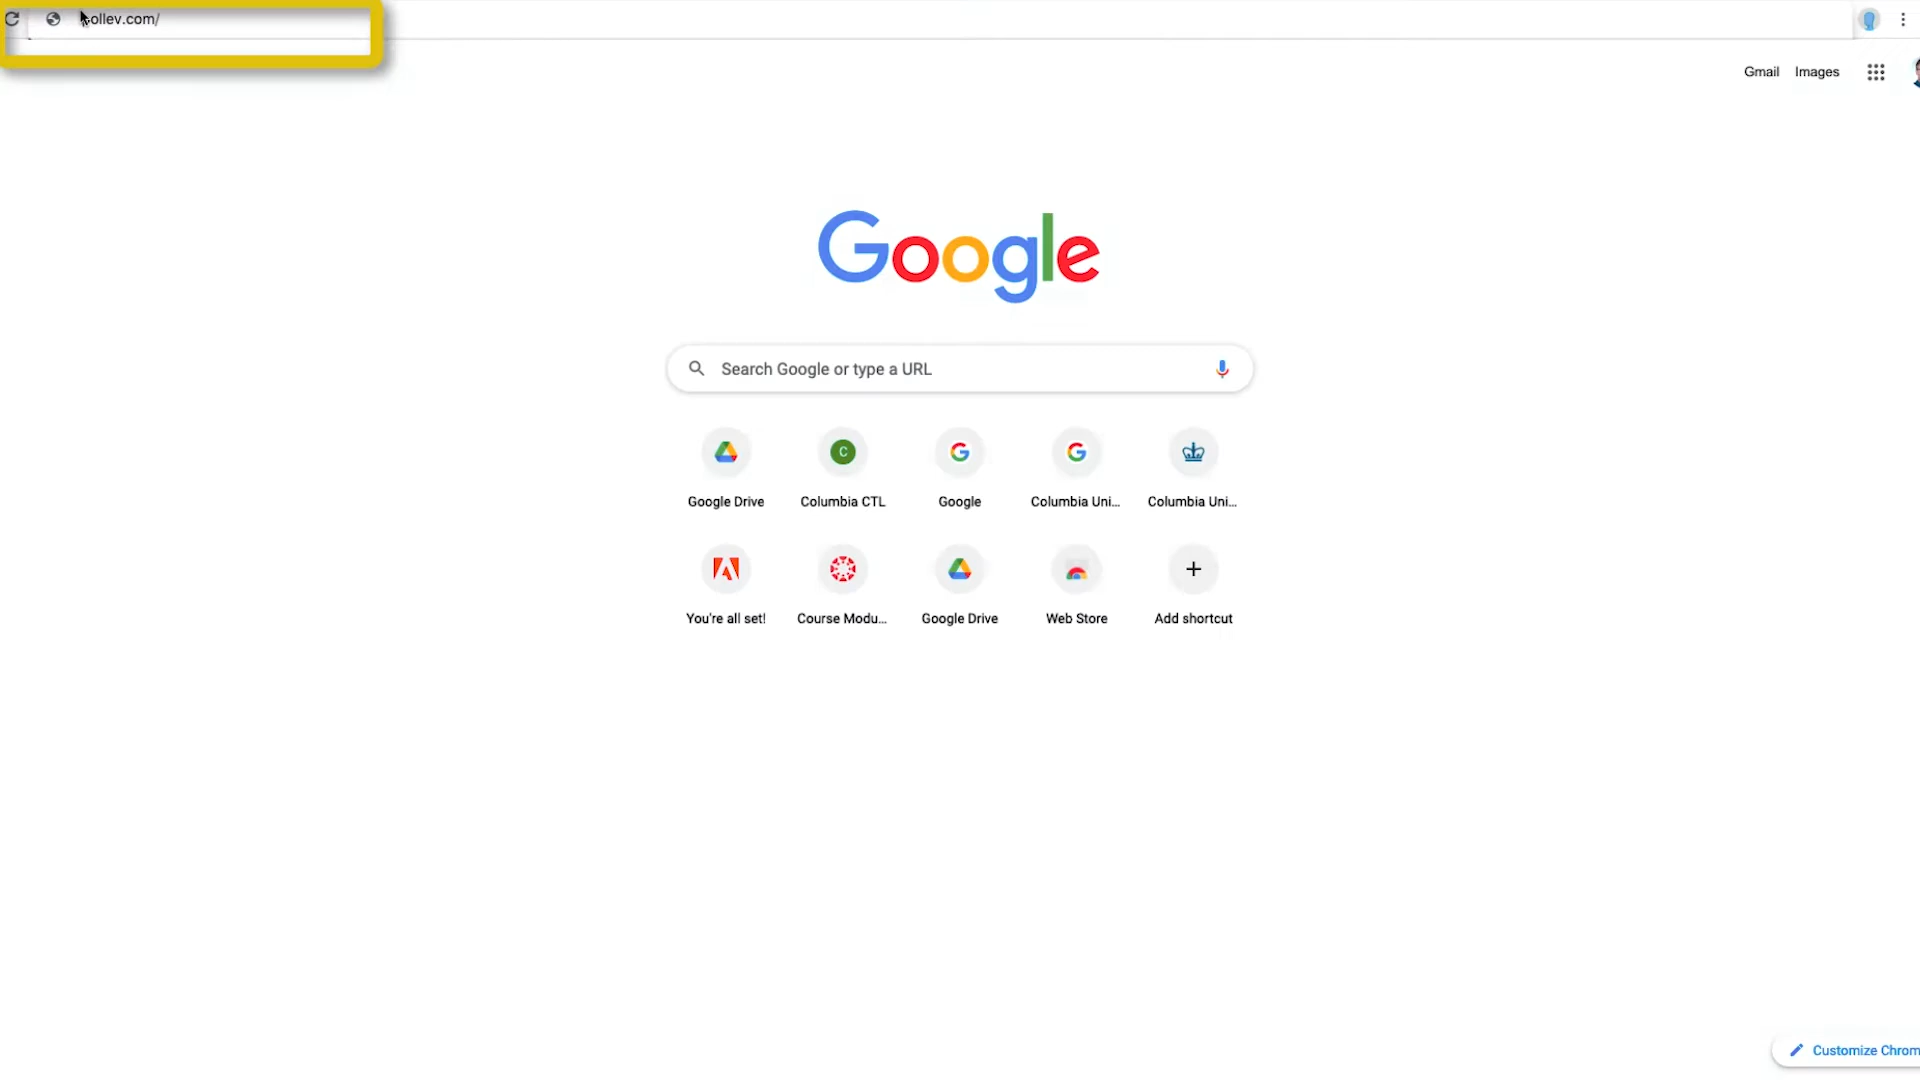 ollev.com/
Gmail Images
Google
Search Google or type a URL
C
Google Drive Columbia CTL Google Columbia Uni... Columbia Uni...
You're all set! Course Modu... Google Drive Web Store Add shortcut
Customize Chrom